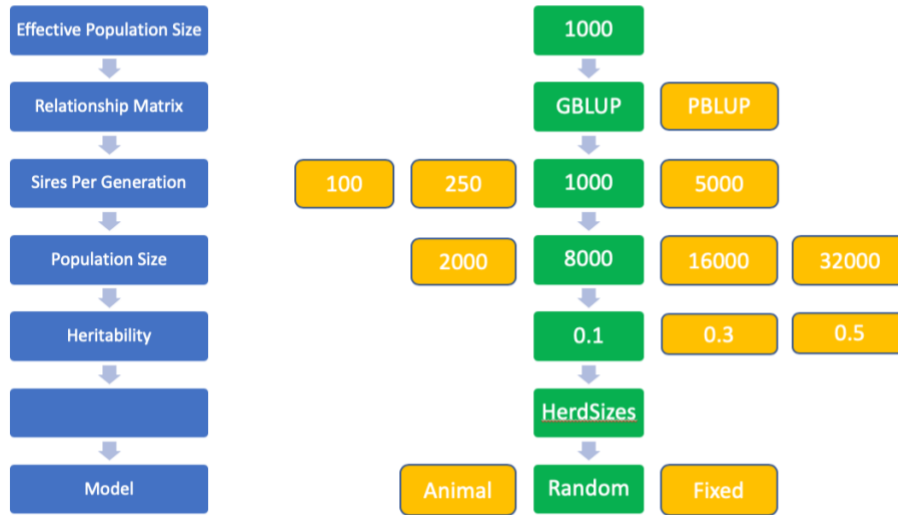 Effective Population Size
1000
Relationship Matrix
GBLUP
PBLUP
Sires Per Generation
100
250
1000
5000
Population Size
2000
8000
16000
32000
Heritability
0.1
0.3
0.5
HerdSizes
Model
Animal
Random
Fixed